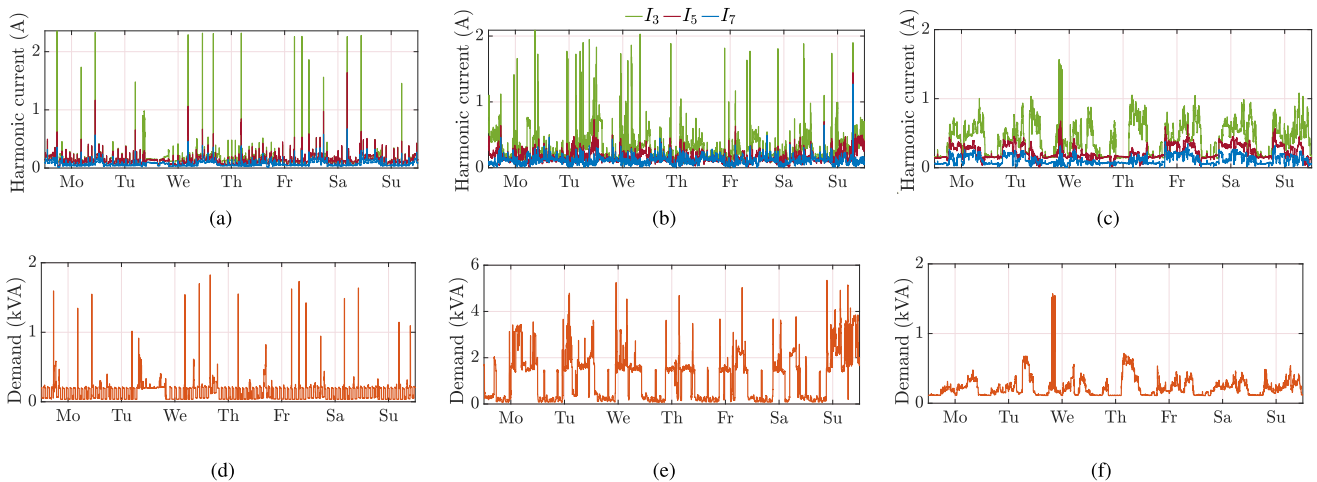 I3 I5 I7
Harmonic current (A)
2
1
0
Mo Tu We Th Fr Sa Su
(a)
Harmonic current (A)
2
1
0
Mo Tu We Th Fr Sa Su
(b)
Harmonic current (A)
2
1
0
Mo Tu We Th Fr Sa Su
(c)
Demand (kVA)
2
1
0
Mo Tu We Th Fr Sa Su
(d)
Demand (kVA)
6
4
2
0
Mo Tu We Th Fr Sa Su
(e)
Demand (kVA)
2
1
0
Mo Tu We Th Fr Sa Su
(f)